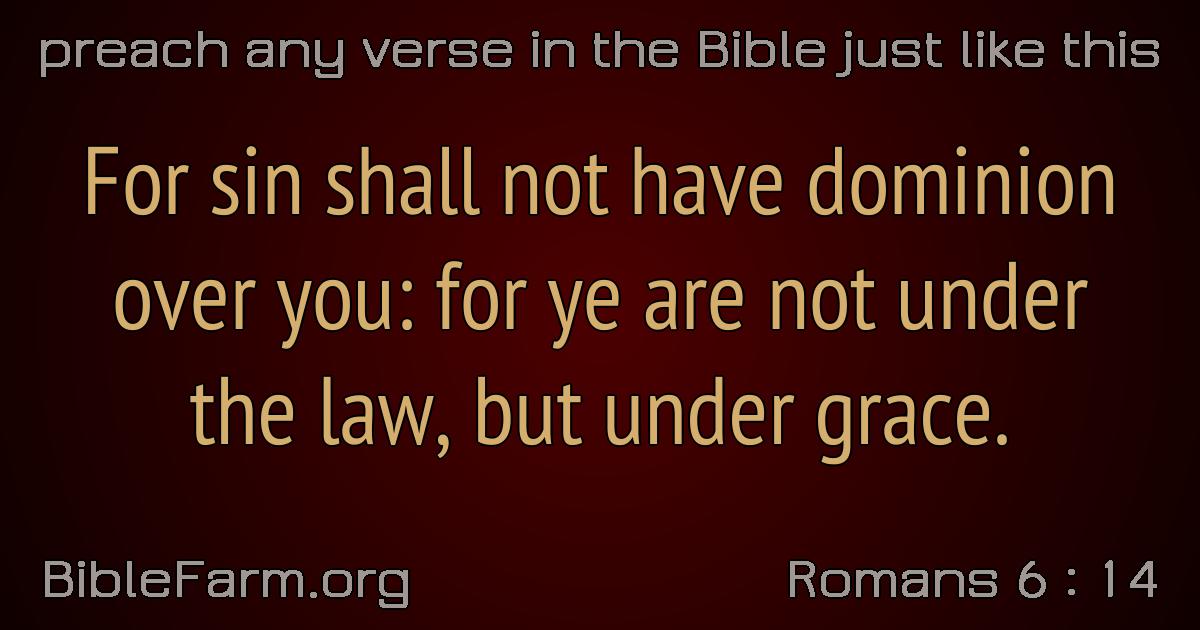 preach any verse in the Bible just like this
For sin shall not have dominion
over you: for ye are not under
the law, but under grace.
BibleFarm.org
Romans 6 : 14